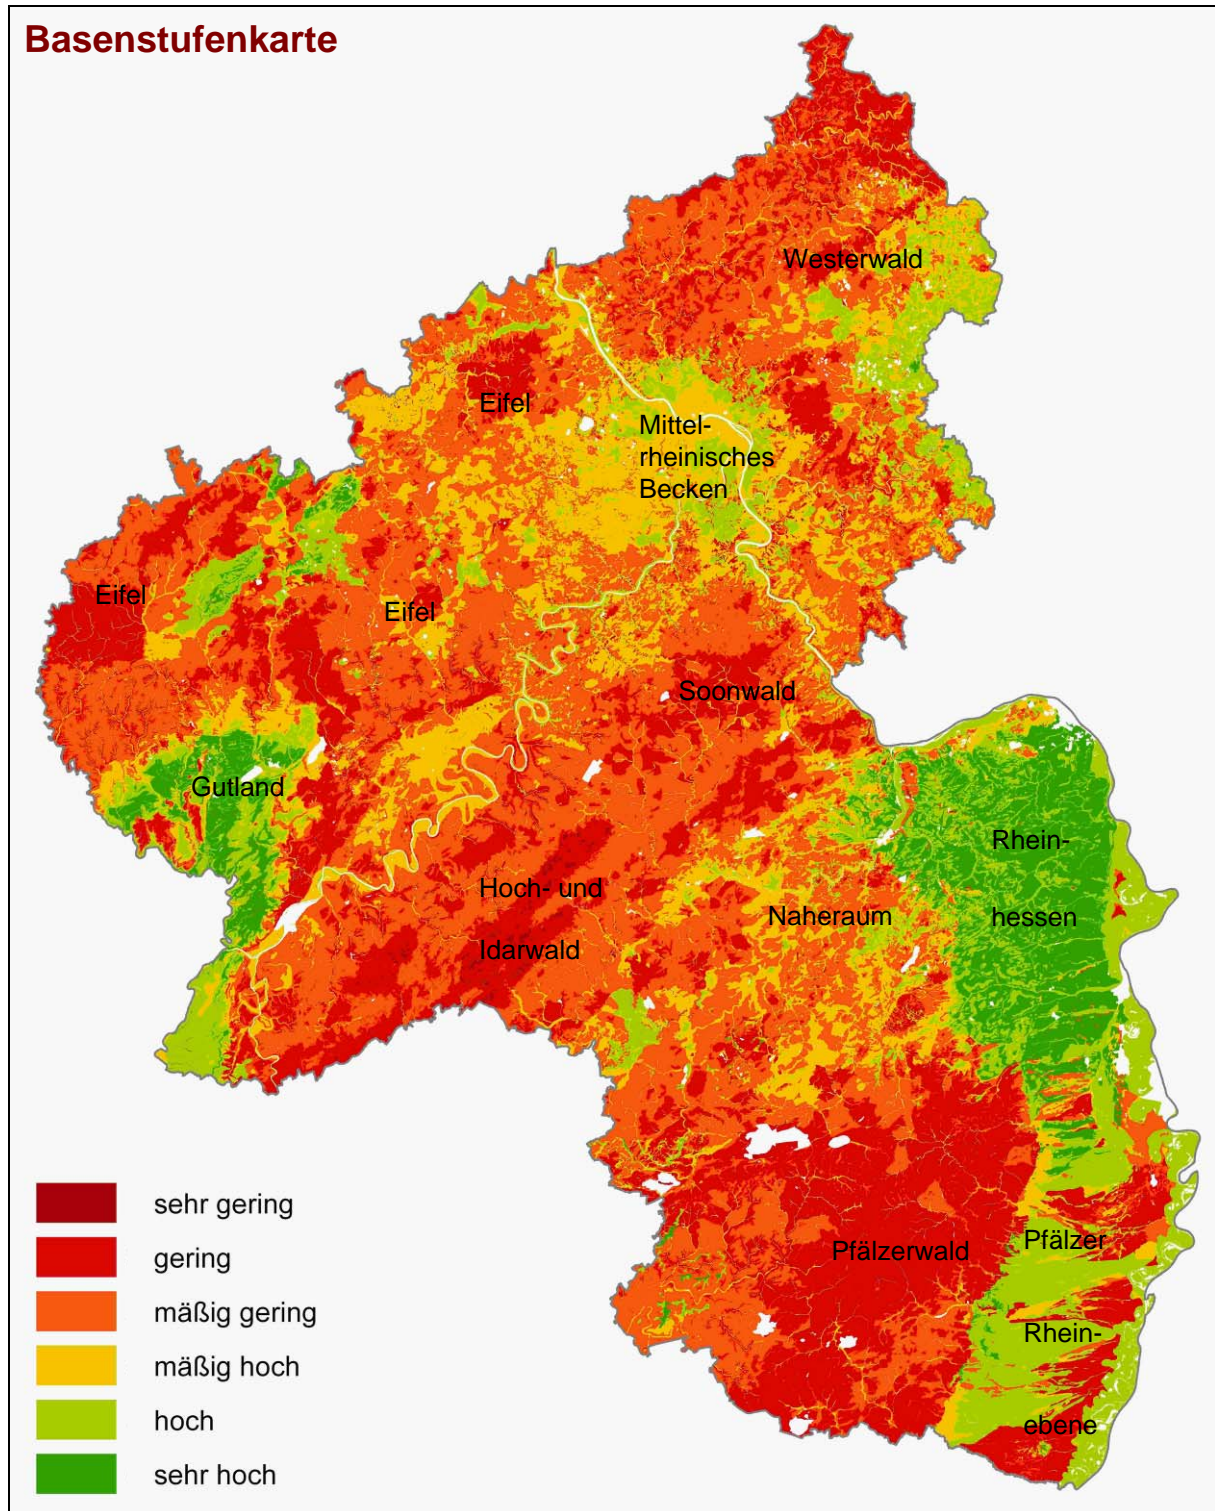 Basenstufenkarte
Westerwald
Eifel
Mittel-
rheinisches
Becken
Eifel
Eifel
Soonwald
Gutland
Rhein-
hessen
Hoch- und
Idarwald
Naheraum
Pfälzerwald
Pfälzer
Rhein-
ebene
sehr gering
gering
mäßig gering
mäßig hoch
hoch
sehr hoch